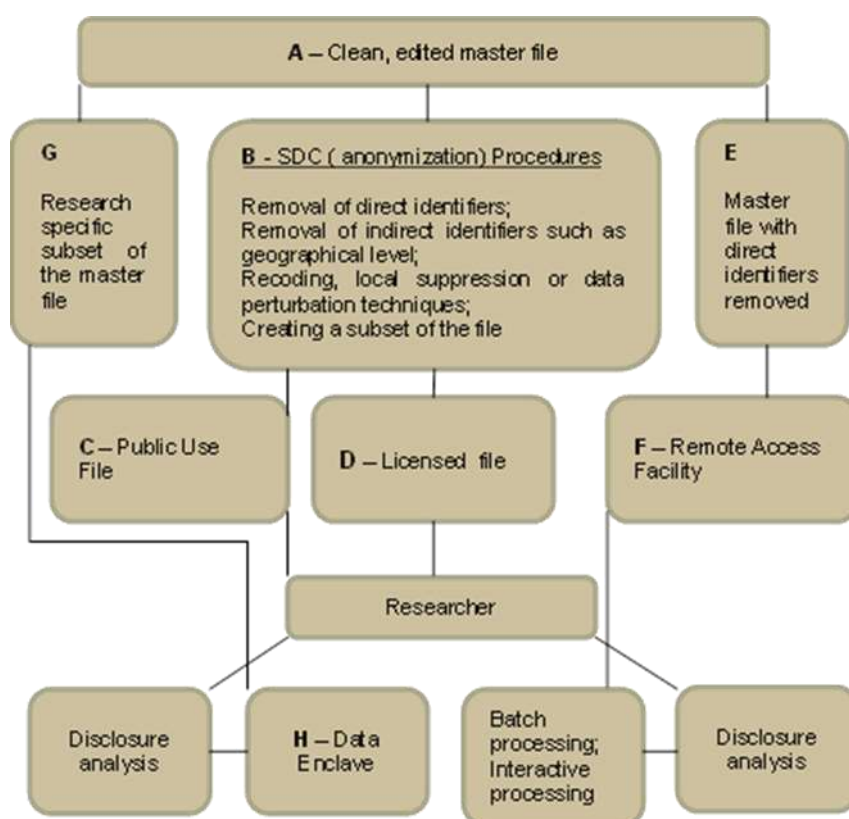 A – Clean, edited master file
G
Research
specific
subset of
the master
file
B - SDC ( anonymization) Procedures
Removal of direct identifiers;
Removal of indirect identifiers such as
geographical level;
Recoding, local suppression or data
perturbation techniques;
Creating a subset of the file
E
Master
file with
direct
identifiers
removed
C – Public Use
File
D – Licensed file
F – Remote Access
Facility
Researcher
Disclosure
analysis
H – Data
Enclave
Batch
processing;
Interactive
processing
Disclosure
analysis